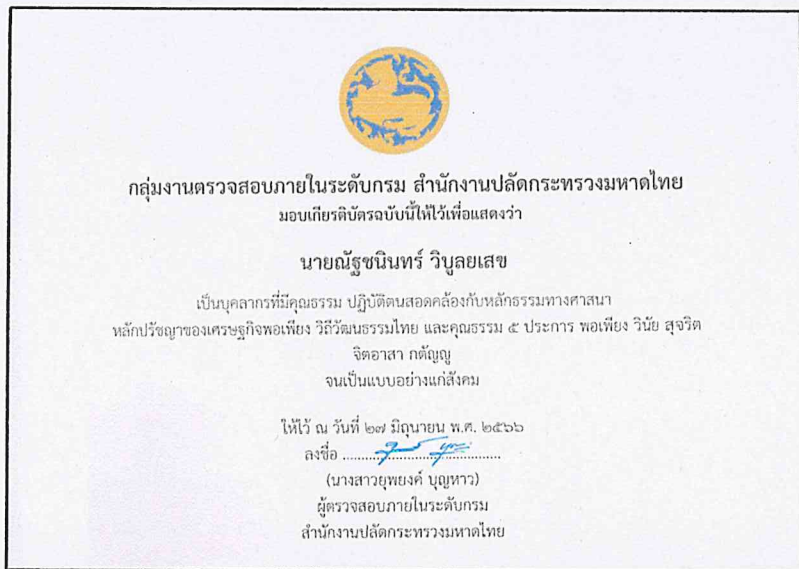 กลุ่มงานตรวจสอบภายในระดับกรม สำนักงานปลัดกระทรวงมหาดไทย
มอบเกียรติบัตรฉบับนี้ให้ไว้เพื่อแสดงว่า
นายณัฐชนินทร์ วิบูลยเสข
เป็นบุคลากรที่มีคุณธรรม ปฏิบัติตนสอดคล้องกับหลักธรรมทางศาสนา
หลักปรัชญาของเศรษฐกิจพอเพียง วิถีวัฒนธรรมไทย และคุณธรรม ๕ ประการ พอเพียง วินัย สุจริต
จิตอาสา กตัญญู
จนเป็นแบบอย่างแก่สังคม
ให้ไว้ ณ วันที่ ๒๗ มิถุนายน พ.ศ. ๒๕๖๖
ลงชื่อ
(นางสาวยุพยงค์ บุญหาว)
ผู้ตรวจสอบภายในระดับกรม
สำนักงานปลัดกระทรวงมหาดไทย